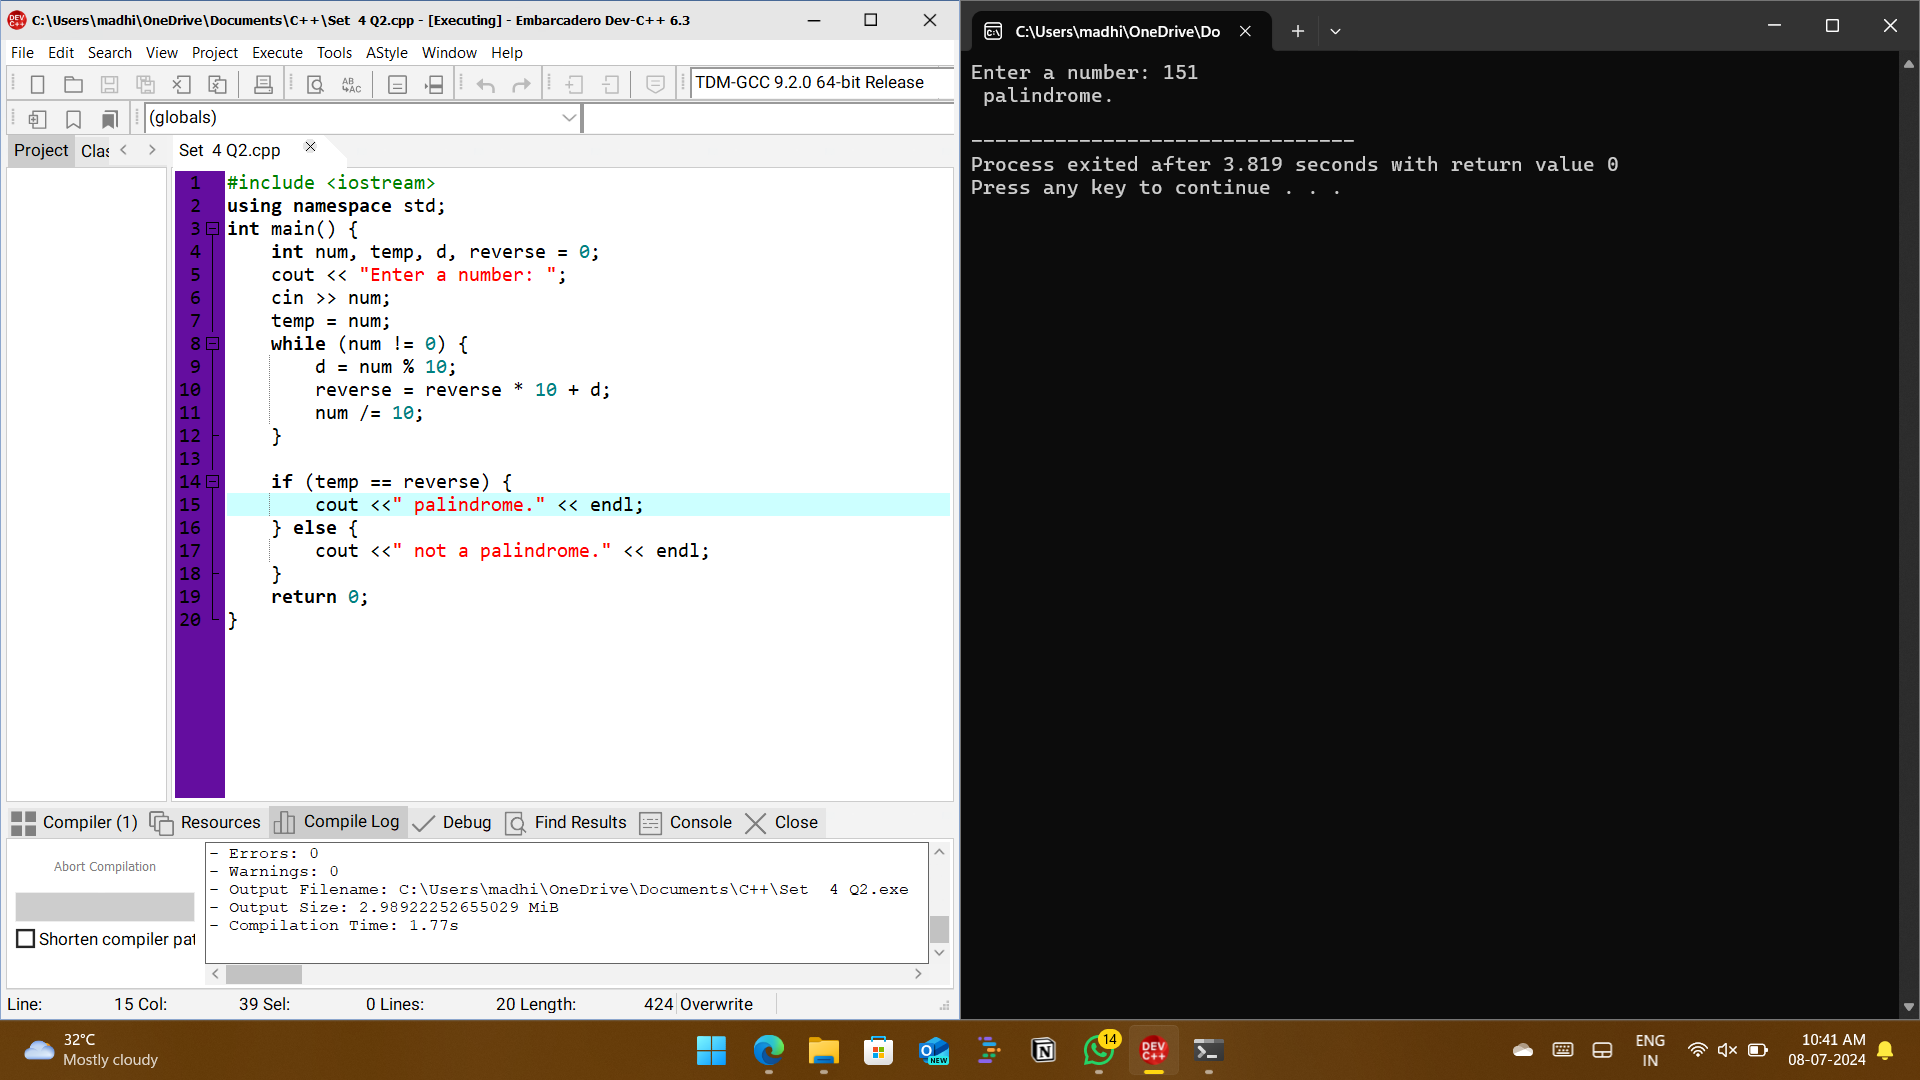 C:\Users\madhi\OneDrive\Documents\C++\Set  4 Q2.cpp - [Executing] - Embarcadero Dev-C++ 6.3
File Edit Search View Project Execute Tools AStyle Window Help
TDM-GCC 9.2.0 64-bit Release
(globals)
Project Clas
Set  4 Q2.cpp
1 #include <iostream>
2 using namespace std;
3 int main() {
4 int num, temp, d, reverse = 0;
5 cout << "Enter a number: ";
6 cin >> num;
7 temp = num;
8 while (num != 0) {
9 d = num % 10;
10 reverse = reverse * 10 + d;
11 num /= 10;
12 }
13
14 if (temp == reverse) {
15 cout <<" palindrome." << endl;
16 } else {
17 cout <<" not a palindrome." << endl;
18 }
19 return 0;
20 }
Compiler (1) Resources Compile Log Debug Find Results Console Close
Abort Compilation
Shorten compiler pat
- Errors: 0
- Warnings: 0
- Output Filename: C:\Users\madhi\OneDrive\Documents\C++\Set  4 Q2.exe
- Output Size: 2.98922252655029 MiB
- Compilation Time: 1.77s
Line: 15 Col: 39 Sel: 0 Lines: 20 Length: 424 Overwrite
C:\Users\madhi\OneDrive\Do
Enter a number: 151
 palindrome.
--------------------------------
Process exited after 3.819 seconds with return value 0
Press any key to continue . . .
32°C
Mostly cloudy
NEW
14
DEV
C++
ENG
IN
10:41 AM
08-07-2024